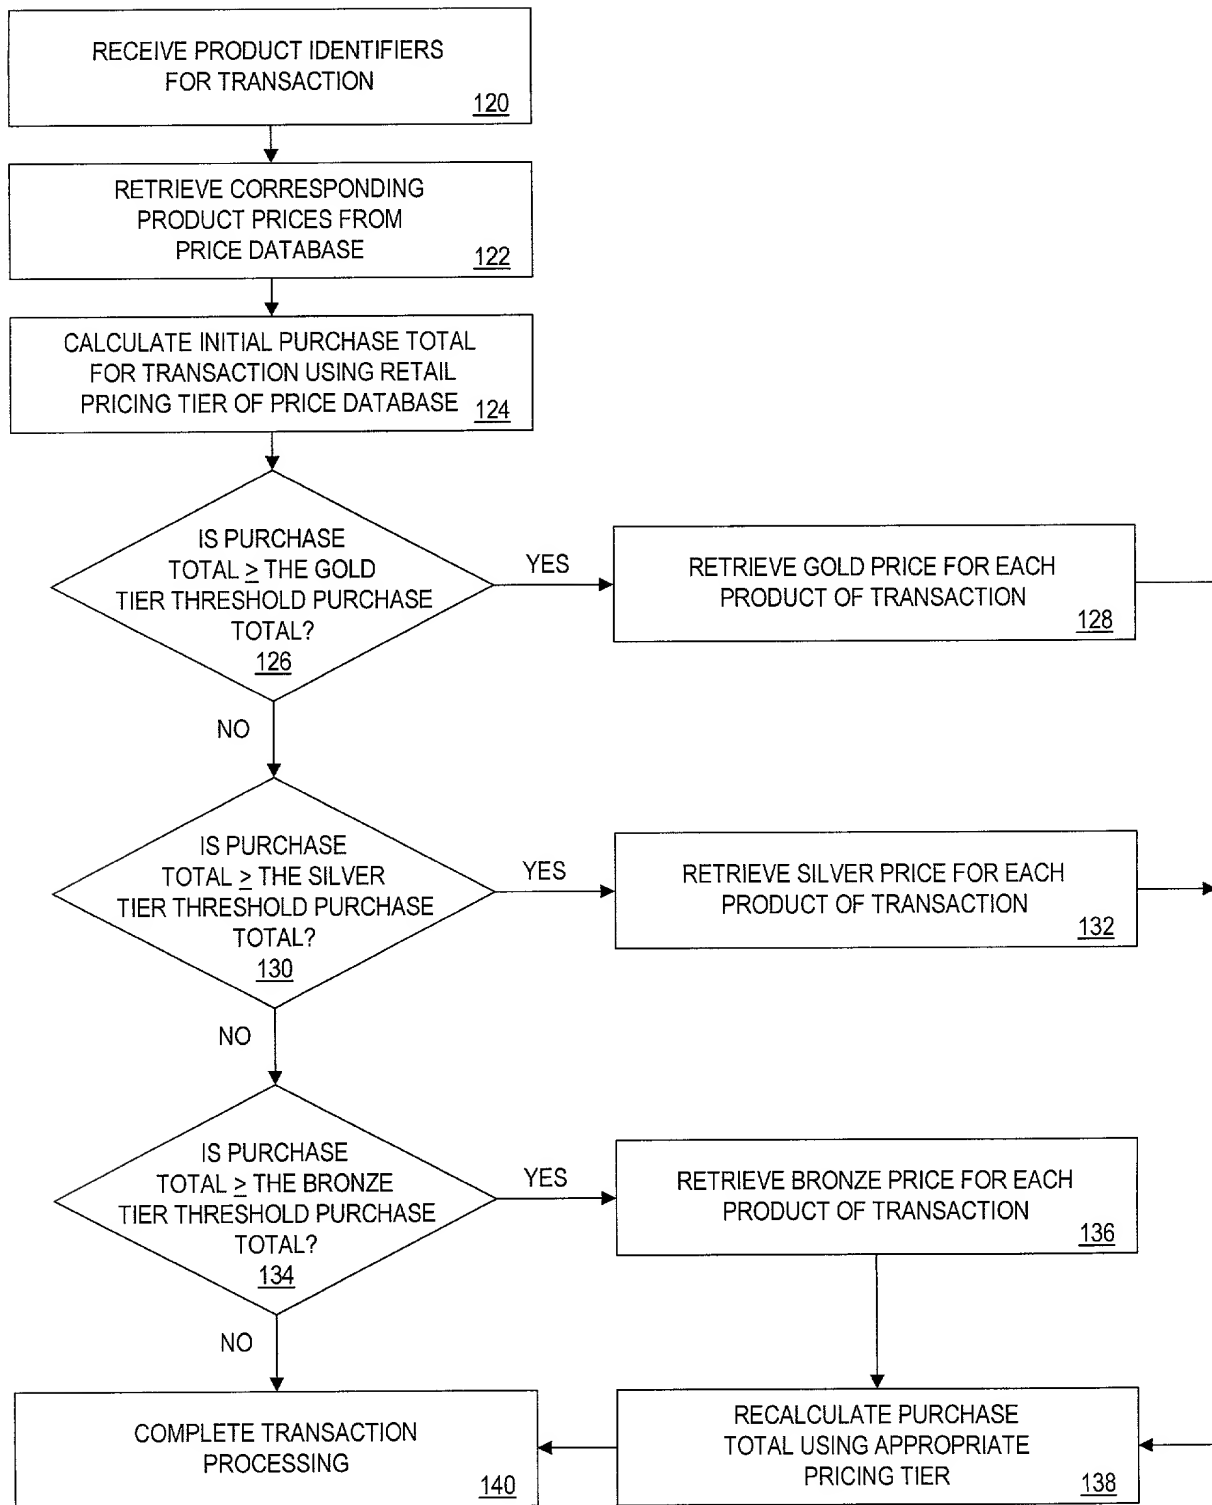 RECEIVE PRODUCT IDENTIFIERS
FOR TRANSACTION
120
RETRIEVE CORRESPONDING
PRODUCT PRICES FROM
PRICE DATABASE
122
CALCULATE INITIAL PURCHASE TOTAL
FOR TRANSACTION USING RETAIL
PRICING TIER OF PRICE DATABASE
124
IS PURCHASE
TOTAL ≥ THE GOLD
TIER THRESHOLD PURCHASE
TOTAL?
126
YES
RETRIEVE GOLD PRICE FOR EACH
PRODUCT OF TRANSACTION
128
NO
IS PURCHASE
TOTAL ≥ THE SILVER
TIER THRESHOLD PURCHASE
TOTAL?
130
YES
RETRIEVE SILVER PRICE FOR EACH
PRODUCT OF TRANSACTION
132
NO
IS PURCHASE
TOTAL ≥ THE BRONZE
TIER THRESHOLD PURCHASE
TOTAL?
134
YES
RETRIEVE BRONZE PRICE FOR EACH
PRODUCT OF TRANSACTION
136
NO
COMPLETE TRANSACTION
PROCESSING
140
RECALCULATE PURCHASE
TOTAL USING APPROPRIATE
PRICING TIER
138